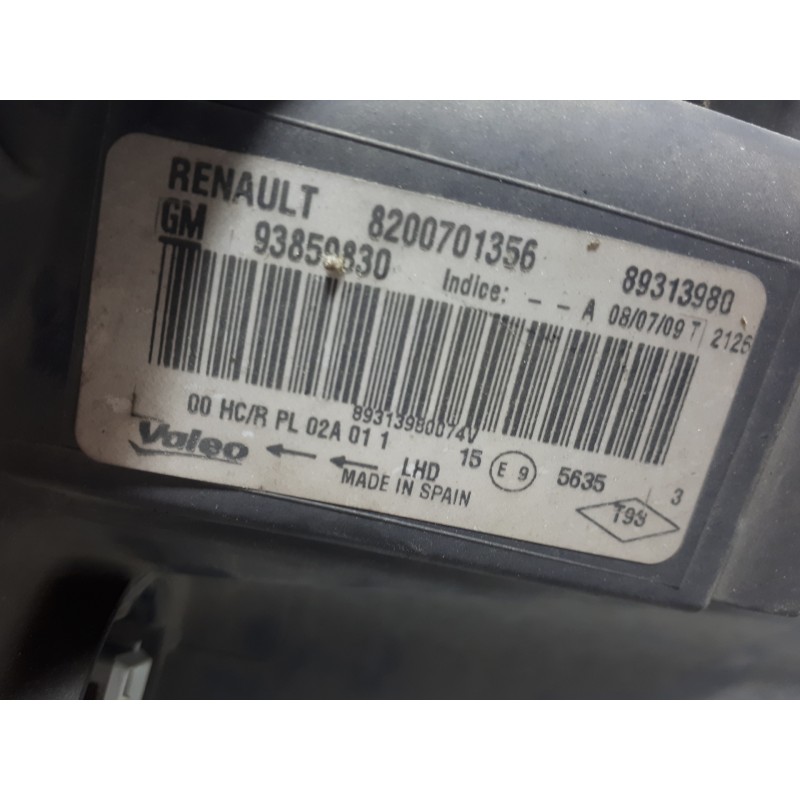 RENAULT 8200701356 89313980
GM 93859830 Indice: - - A 08/07/09 T 2126
89313980074V
00 HC/R PL 02A 01 1 15 E 9 5635 3
Valeo LHD
MADE IN SPAIN